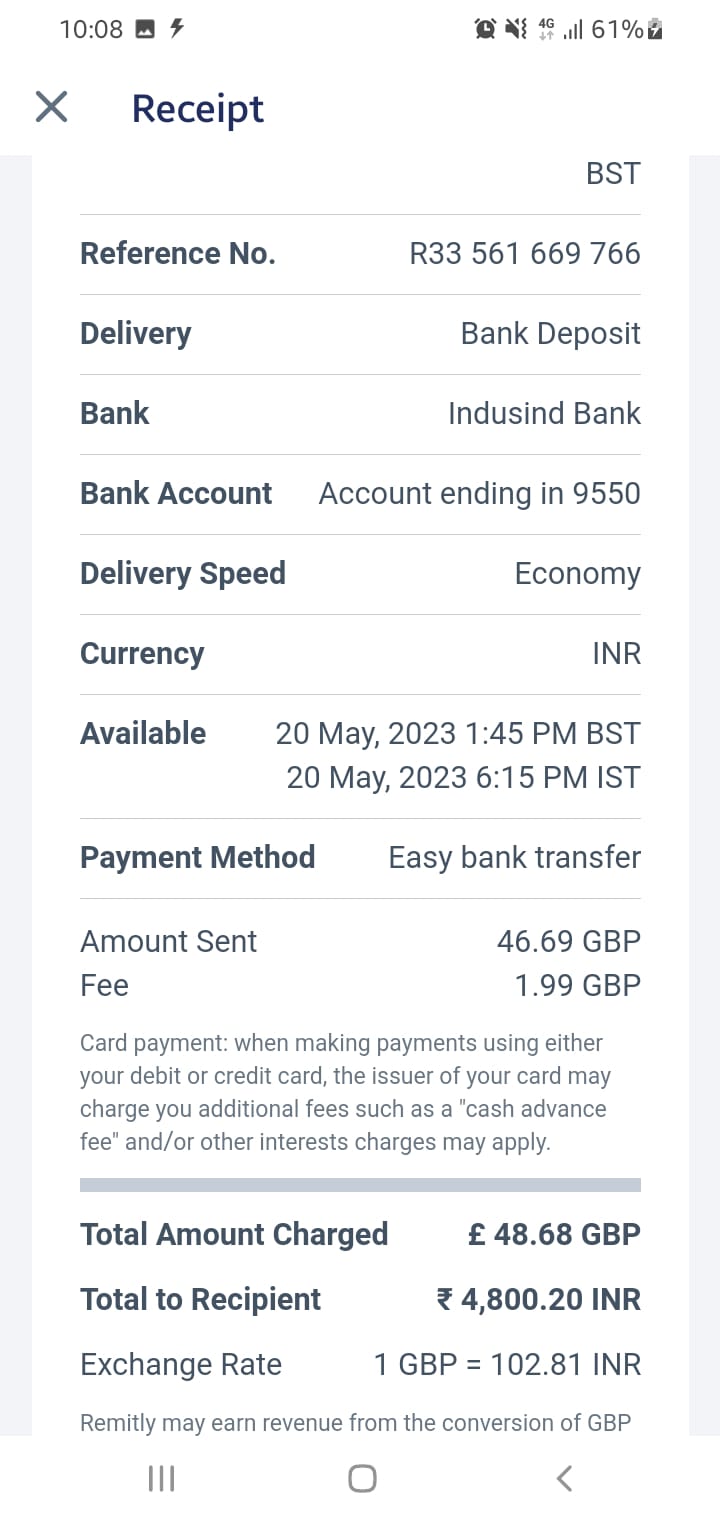 10:08 4G 61%
Receipt
BST
Reference No. R33 561 669 766
Delivery Bank Deposit
Bank Indusind Bank
Bank Account Account ending in 9550
Delivery Speed Economy
Currency INR
Available 20 May, 2023 1:45 PM BST
20 May, 2023 6:15 PM IST
Payment Method Easy bank transfer
Amount Sent 46.69 GBP
Fee 1.99 GBP
Card payment: when making payments using either
your debit or credit card, the issuer of your card may
charge you additional fees such as a "cash advance
fee" and/or other interests charges may apply.
Total Amount Charged £ 48.68 GBP
Total to Recipient ₹ 4,800.20 INR
Exchange Rate 1 GBP = 102.81 INR
Remitly may earn revenue from the conversion of GBP